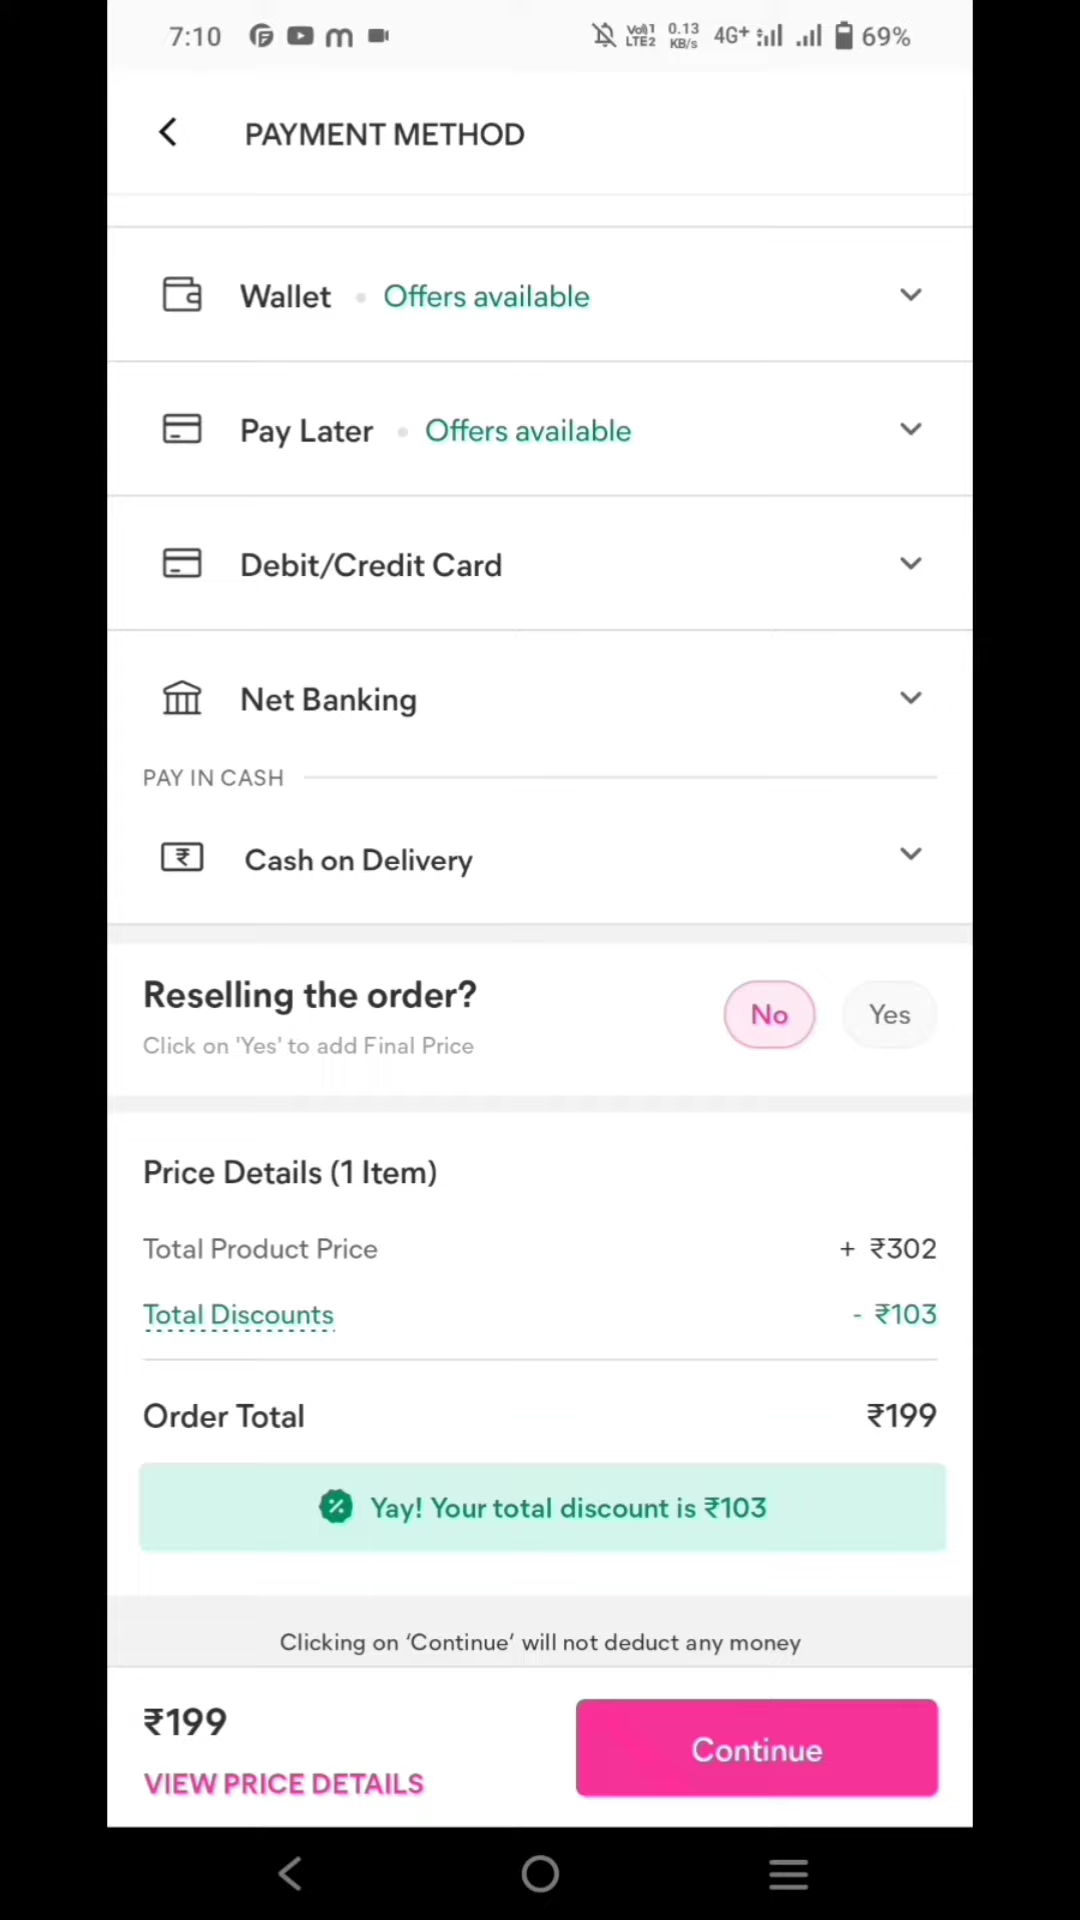 7:10
Vo))1 LTE2 0.13 KB/s 4G+ 69%
PAYMENT METHOD
Wallet • Offers available
Pay Later • Offers available
Debit/Credit Card
Net Banking
PAY IN CASH
₹ Cash on Delivery
Reselling the order?
No Yes
Click on 'Yes' to add Final Price
Price Details (1 Item)
Total Product Price + ₹302
Total Discounts - ₹103
Order Total ₹199
Yay! Your total discount is ₹103
Clicking on ‘Continue’ will not deduct any money
₹199
Continue
VIEW PRICE DETAILS